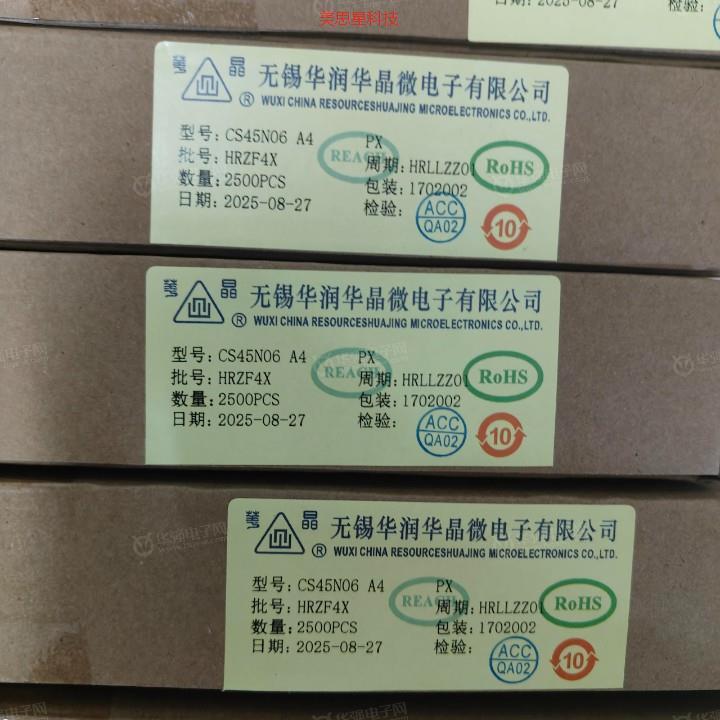 美思星科技
日期: 2025-08-27
检验:
華 晶
无锡华润华晶微电子有限公司
® WUXI CHINA RESOURCESHUAJING MICROELECTRONICS CO.,LTD.
型号: CS45N06 A4 PX
批号: HRZF4X REACH 周期: HRLLZZ01 RoHS
数量: 2500PCS 包装: 1702002
日期: 2025-08-27 检验: ACC QA02 10
華 晶
无锡华润华晶微电子有限公司
® WUXI CHINA RESOURCESHUAJING MICROELECTRONICS CO.,LTD.
型号: CS45N06 A4 PX
批号: HRZF4X REACH 周期: HRLLZZ01 RoHS
数量: 2500PCS 包装: 1702002
日期: 2025-08-27 检验: ACC QA02 10
華 晶
无锡华润华晶微电子有限公司
® WUXI CHINA RESOURCESHUAJING MICROELECTRONICS CO.,LTD.
型号: CS45N06 A4 PX
批号: HRZF4X REACH 周期: HRLLZZ01 RoHS
数量: 2500PCS 包装: 1702002
日期: 2025-08-27 检验: ACC QA02 10
华强电子网